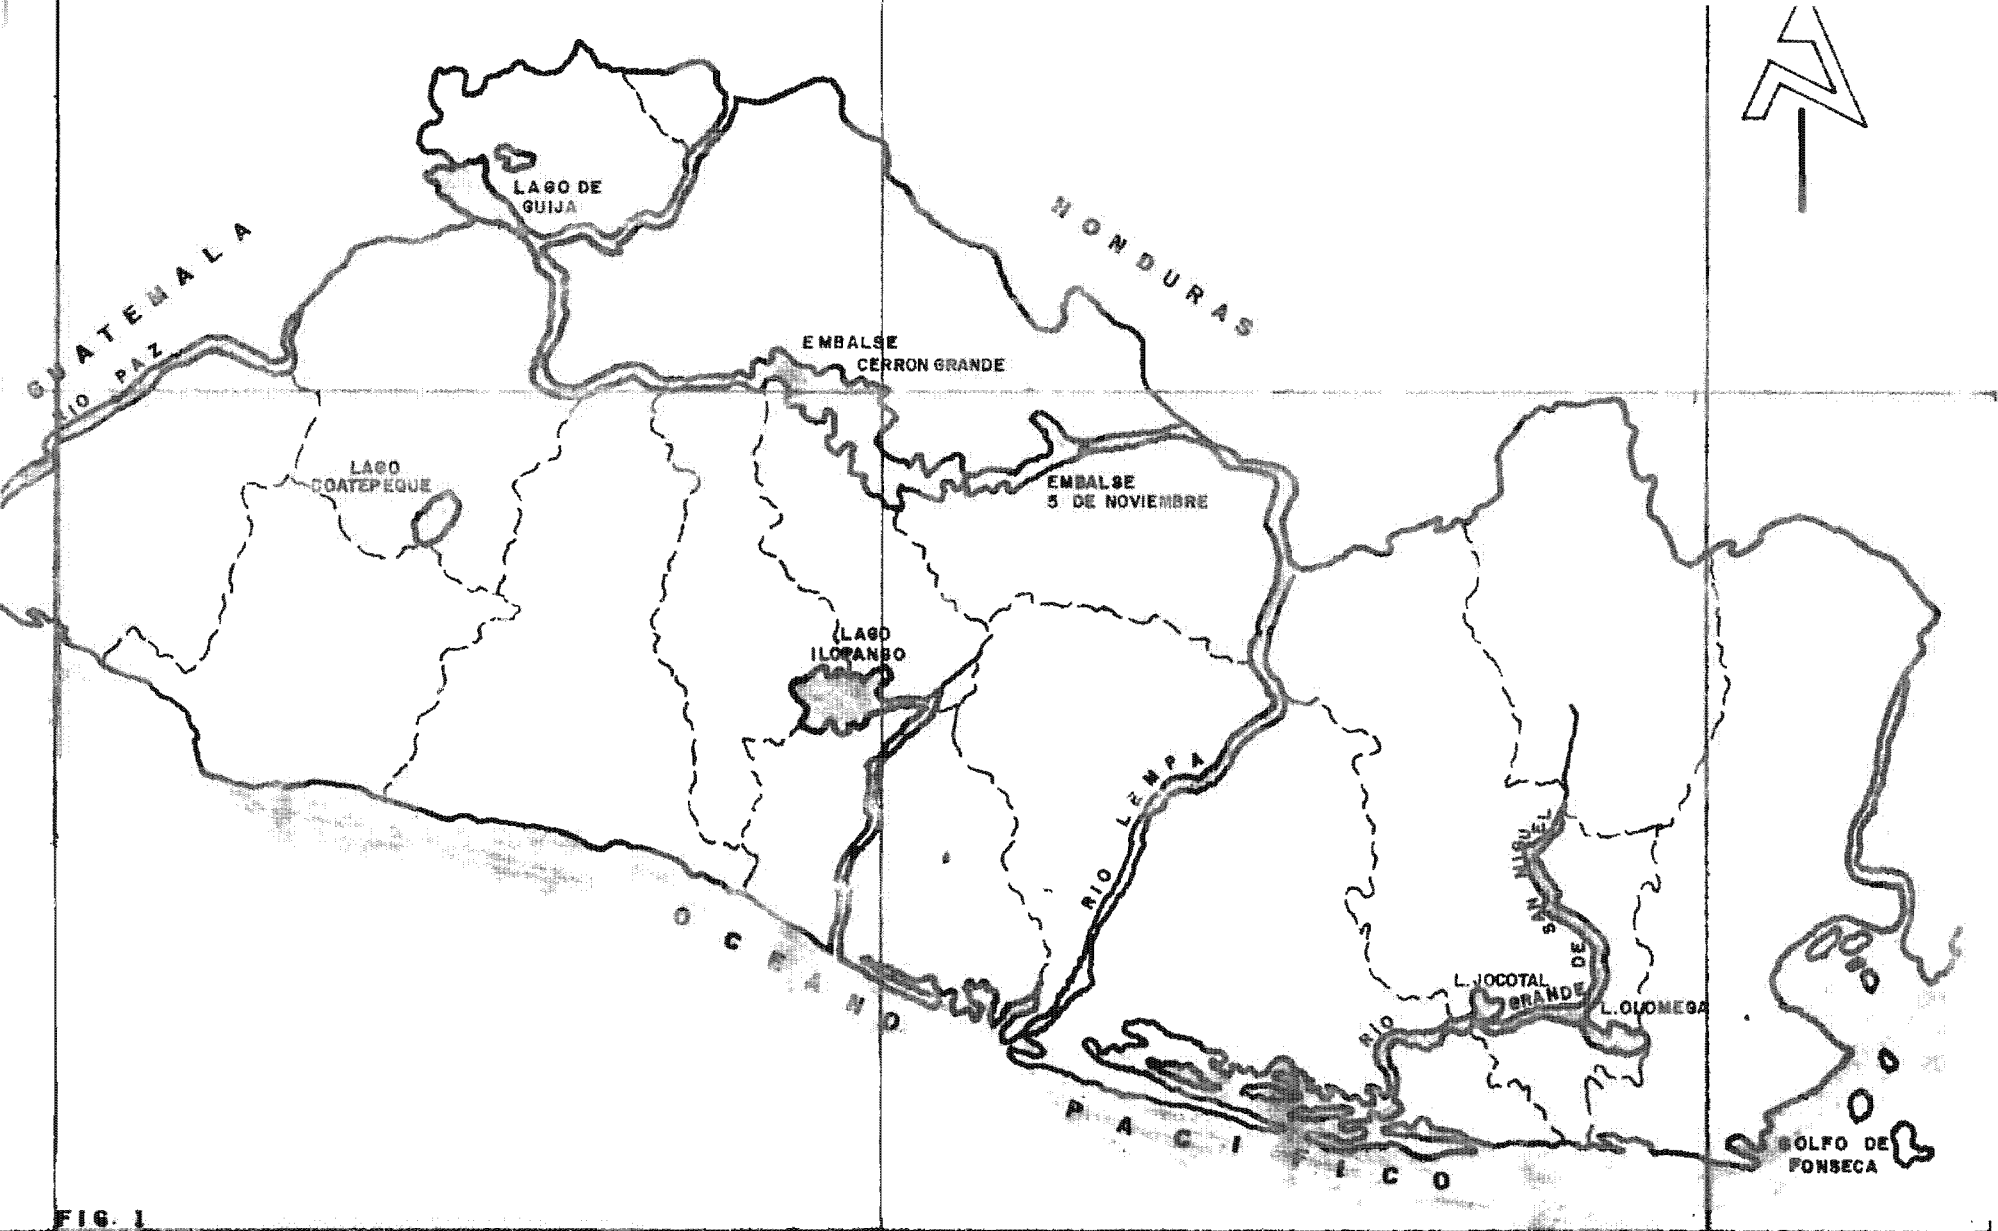 GUATEMALA
HONDURAS
LAGO DE
GUIJA
RIO PAZ
EMBALSE
CERRON GRANDE
LAGO
COATEPEQUE
EMBALSE
5 DE NOVIEMBRE
LAGO
ILOPANGO
RIO LEMPA
RIO GRANDE DE SAN MIGUEL
L. JOCOTAL
L. OLOMEGA
OCEANO
PACIFICO
GOLFO DE
FONSECA
FIG. 1